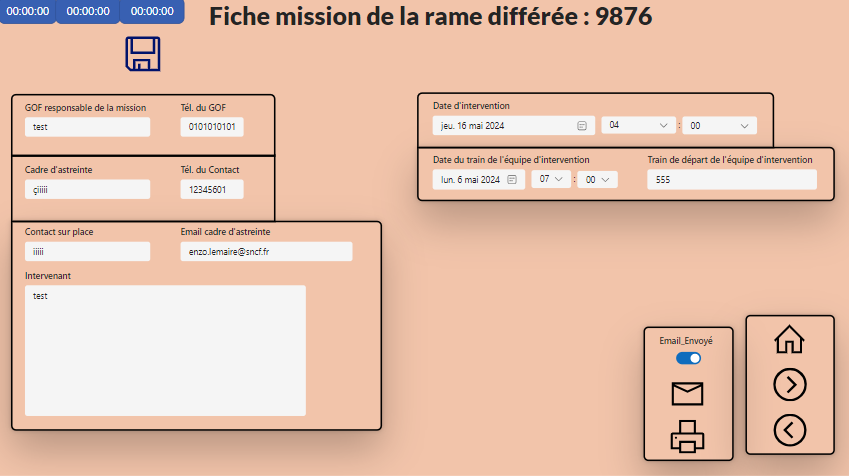 00:00:00 00:00:00 00:00:00
Fiche mission de la rame différée : 9876
GOF responsable de la mission Tél. du GOF
test 0101010101
Cadre d'astreinte Tél. du Contact
çiiiii 12345601
Contact sur place Email cadre d'astreinte
iiiii enzo.lemaire@sncf.fr
Intervenant
test
Date d'intervention
jeu. 16 mai 2024 04 : 00
Date du train de l'équipe d'intervention Train de départ de l'équipe d'intervention
lun. 6 mai 2024 07 : 00 555
Email_Envoyé